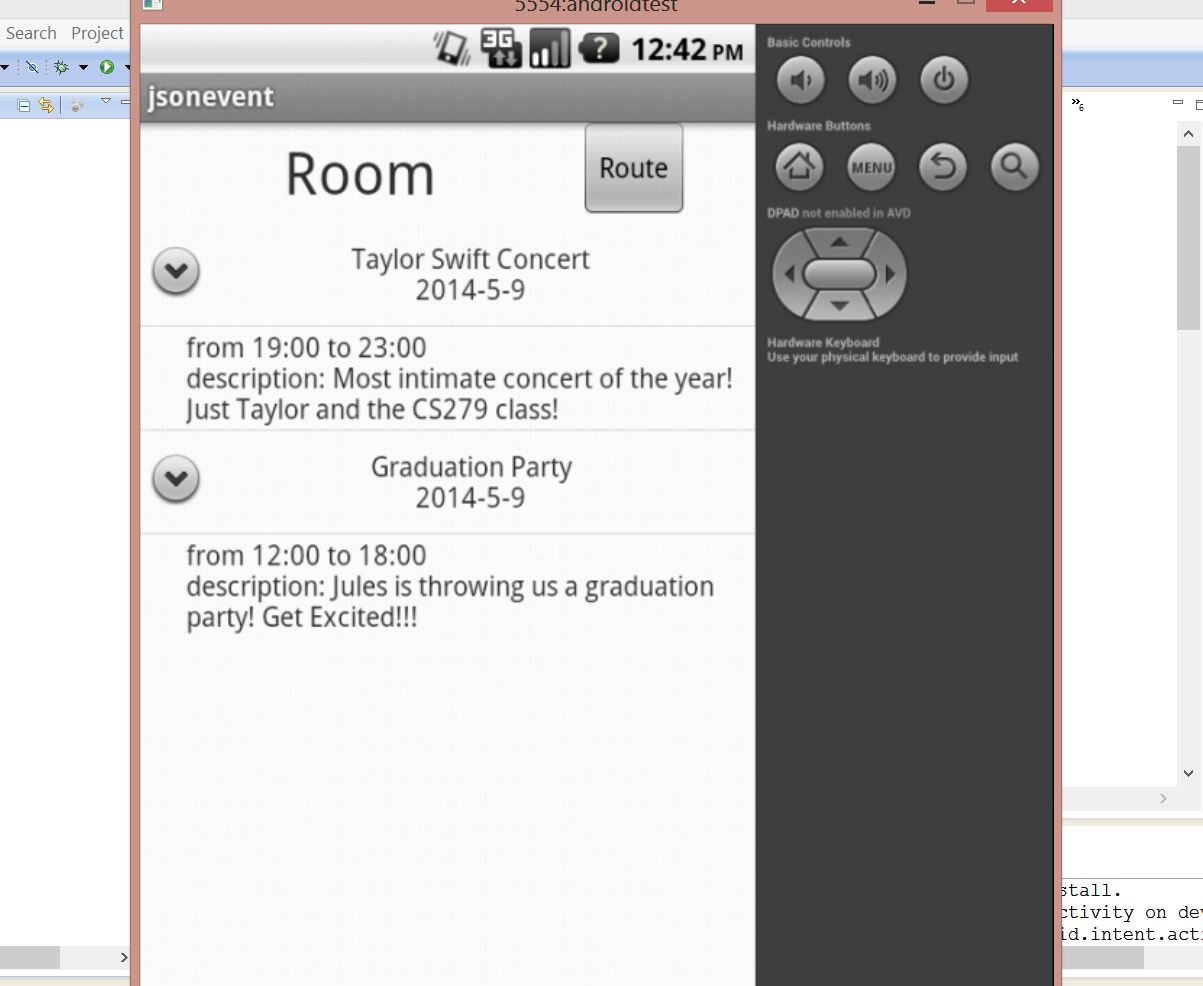 5554:androidtest
Search Project
3G ? 12:42 PM
jsonevent
Room
Route
Taylor Swift Concert
2014-5-9
from 19:00 to 23:00
description: Most intimate concert of the year!
Just Taylor and the CS279 class!
Graduation Party
2014-5-9
from 12:00 to 18:00
description: Jules is throwing us a graduation
party! Get Excited!!!
Basic Controls
Hardware Buttons
MENU
DPAD not enabled in AVD
Hardware Keyboard
Use your physical keyboard to provide input
»6
stall.
ctivity on dev
id.intent.acti